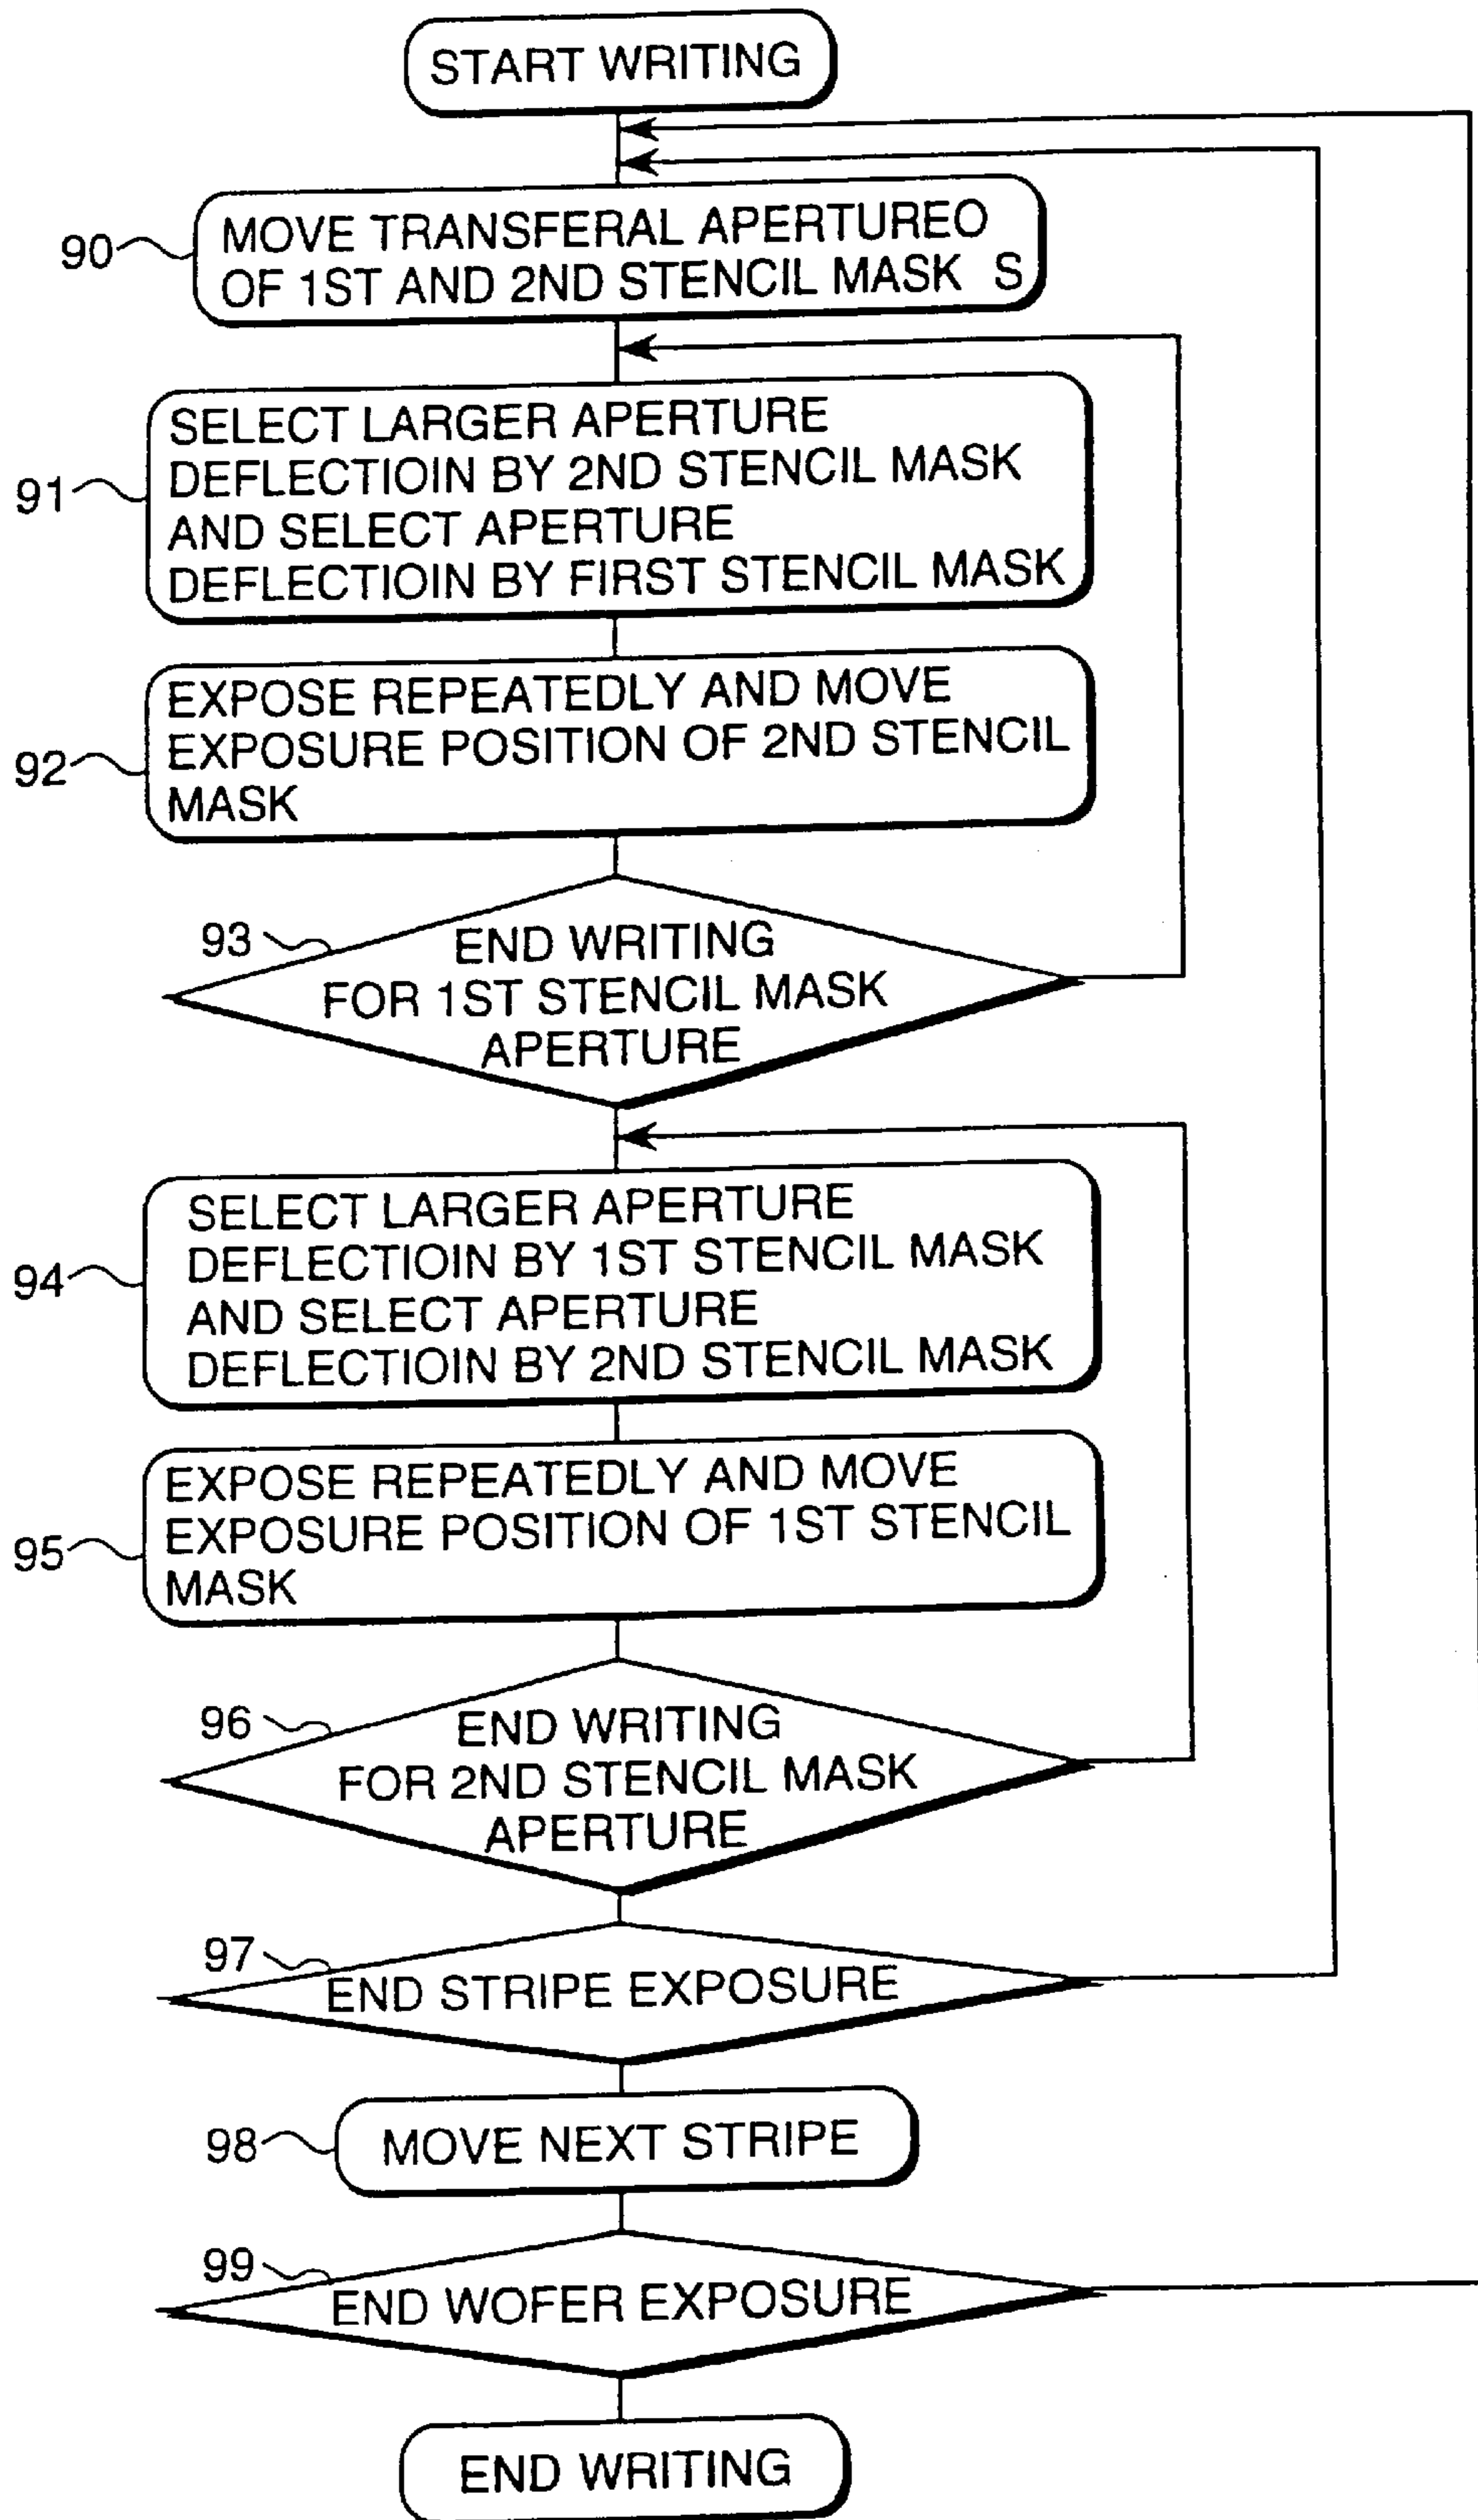 START WRITING
90
MOVE TRANSFERAL APERTUREO
OF 1ST AND 2ND STENCIL MASK S
91
SELECT LARGER APERTURE
DEFLECTIOIN BY 2ND STENCIL MASK
AND SELECT APERTURE
DEFLECTIOIN BY FIRST STENCIL MASK
92
EXPOSE REPEATEDLY AND MOVE
EXPOSURE POSITION OF 2ND STENCIL
MASK
93
END WRITING
FOR 1ST STENCIL MASK
APERTURE
94
SELECT LARGER APERTURE
DEFLECTIOIN BY 1ST STENCIL MASK
AND SELECT APERTURE
DEFLECTIOIN BY 2ND STENCIL MASK
95
EXPOSE REPEATEDLY AND MOVE
EXPOSURE POSITION OF 1ST STENCIL
MASK
96
END WRITING
FOR 2ND STENCIL MASK
APERTURE
97
END STRIPE EXPOSURE
98
MOVE NEXT STRIPE
99
END WOFER EXPOSURE
END WRITING